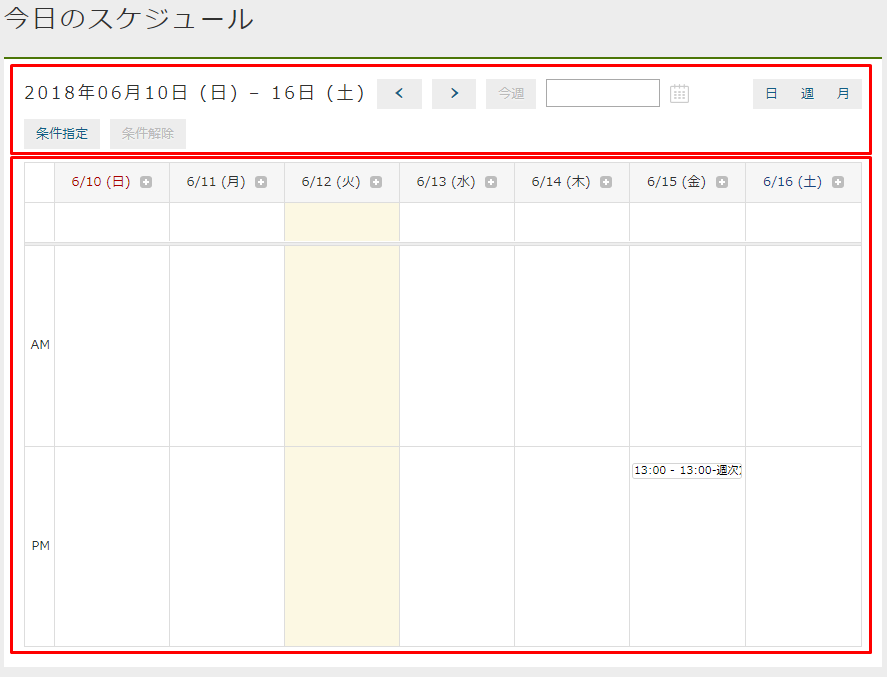 今日のスケジュール
2018年06月10日 (日) – 16日 (土) < > 今週 日 週 月
条件指定 条件解除
6/10 (日) 6/11 (月) 6/12 (火) 6/13 (水) 6/14 (木) 6/15 (金) 6/16 (土)
AM
13:00 - 13:00-週次
PM